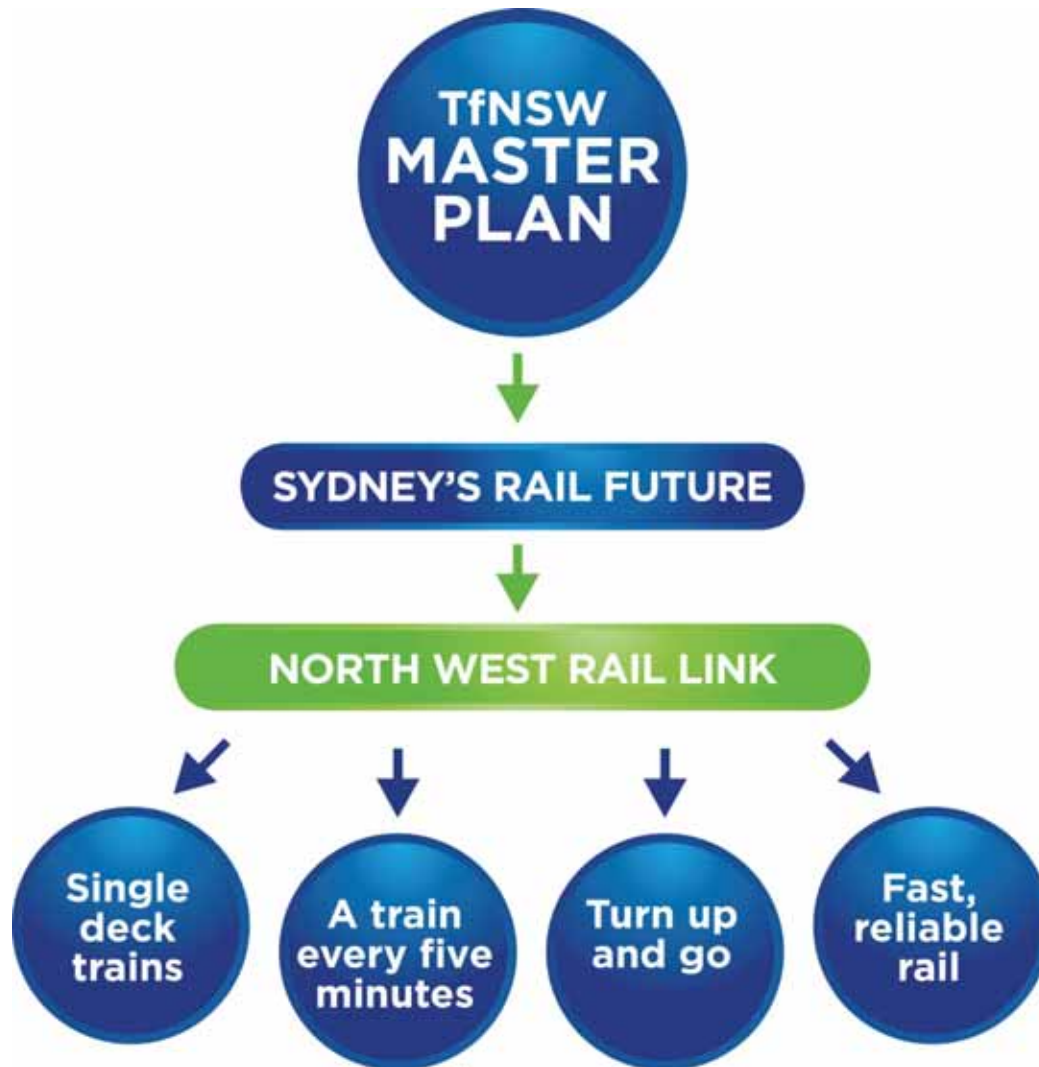 TfNSW
MASTER
PLAN
SYDNEY'S RAIL FUTURE
NORTH WEST RAIL LINK
Single
deck
trains
A train
every five
minutes
Turn up
and go
Fast,
reliable
rail